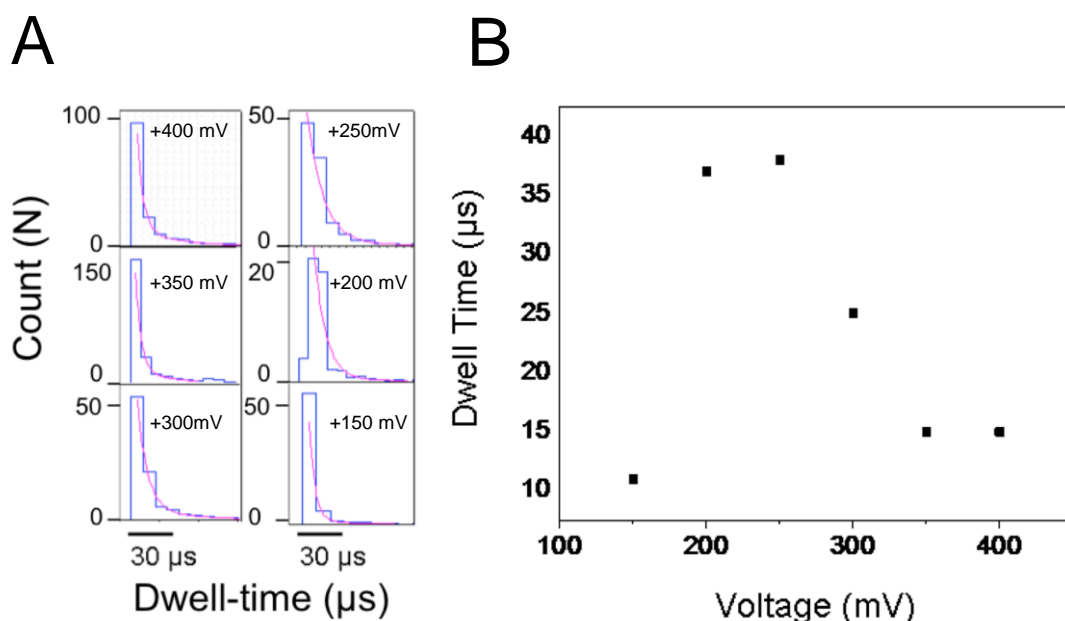 A
B
Count (N)
100
0
+400 mV
50
0
+250mV
150
0
+350 mV
20
0
+200 mV
50
0
+300mV
50
0
+150 mV
30 µs
30 µs
Dwell-time (µs)
Dwell Time (µs)
40
35
30
25
20
15
10
100
200
300
400
Voltage (mV)